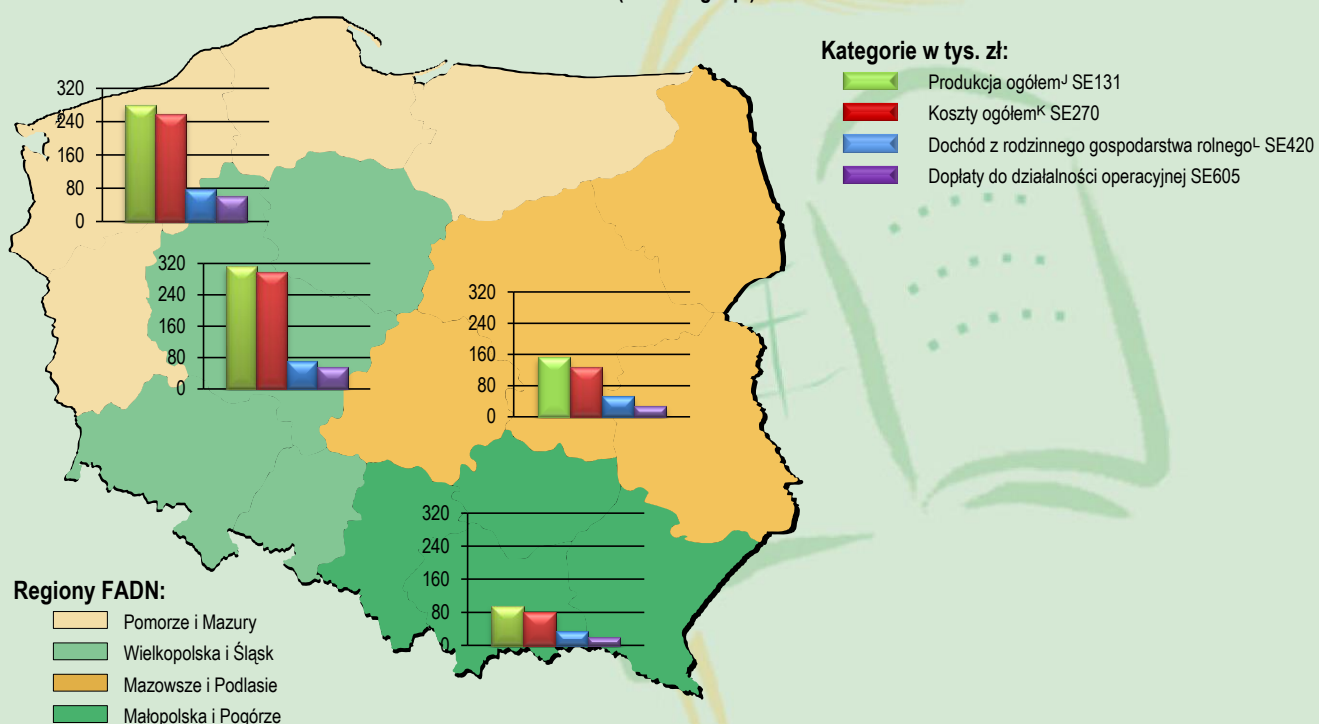 Kategorie w tys. zł:
Produkcja ogółemᴶ SE131
Koszty ogółemᴷ SE270
Dochód z rodzinnego gospodarstwa rolnegoᴸ SE420
Dopłaty do działalności operacyjnej SE605
320
240
160
80
0
320
240
160
80
0
320
240
160
80
0
320
240
160
80
0
Regiony FADN:
Pomorze i Mazury
Wielkopolska i Śląsk
Mazowsze i Podlasie
Małopolska i Pogórze